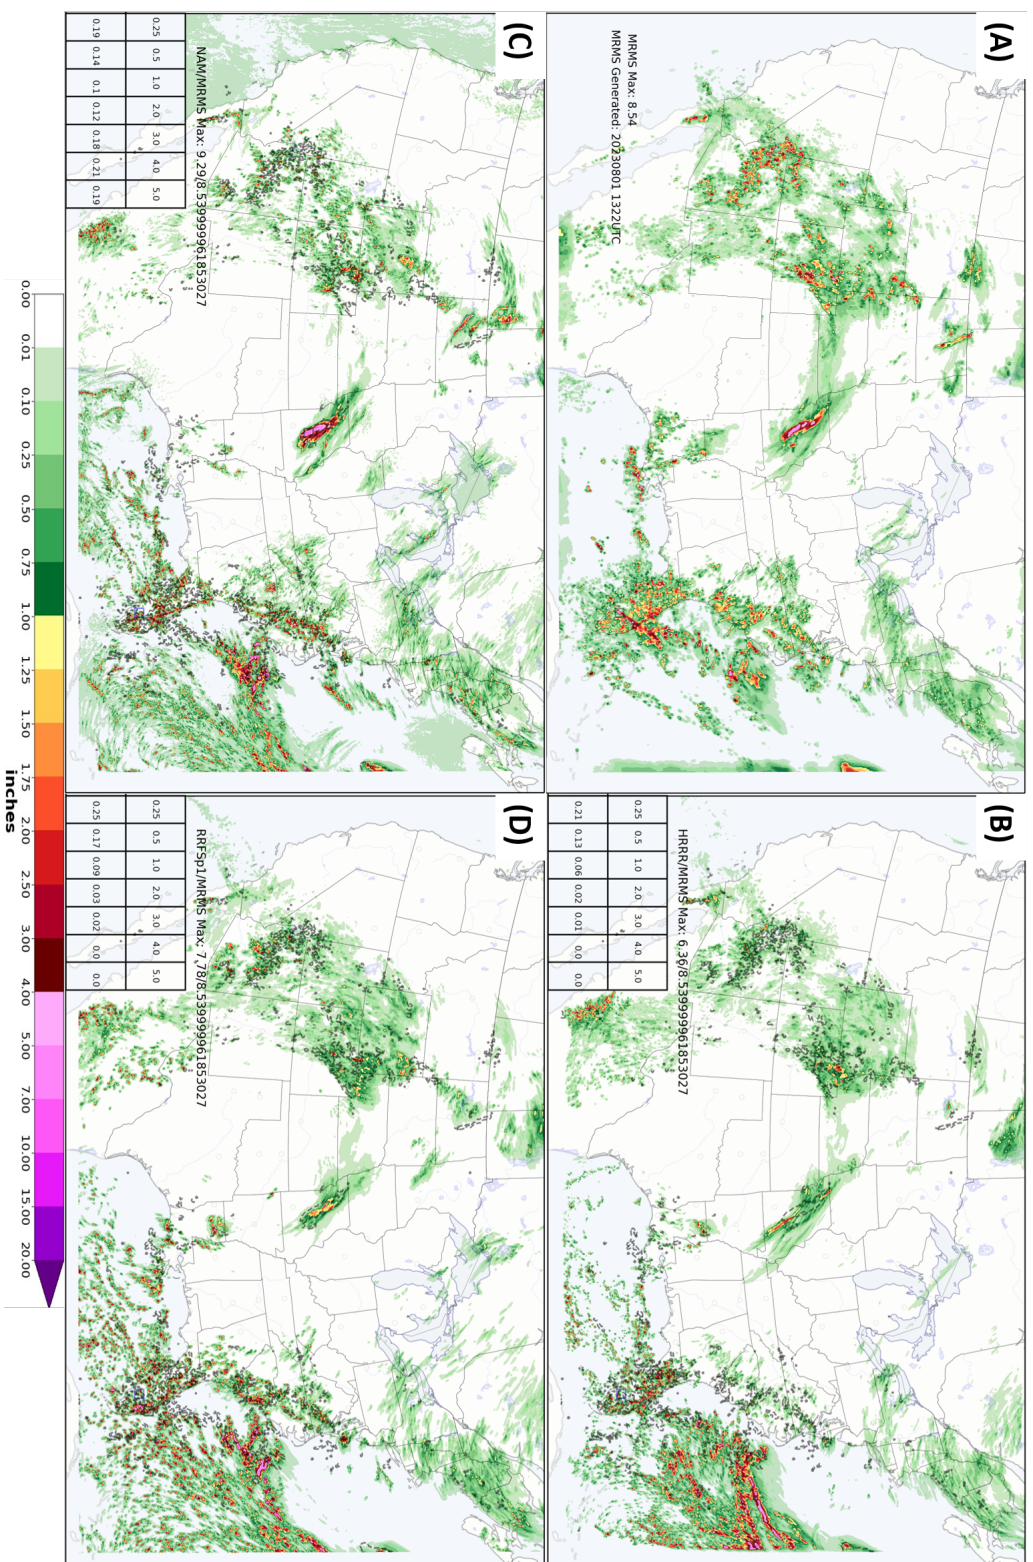 (A)
MRMS Max: 8.54
MRMS Generated: 20230801 1322UTC
(B)
HRRR/MRMS Max: 6.36/8.539999961853027
0.25 0.5 1.0 2.0 3.0 4.0 5.0
0.21 0.13 0.06 0.02 0.01 0.0 0.0
(C)
NAM/MRMS Max: 9.29/8.539999961853027
0.25 0.5 1.0 2.0 3.0 4.0 5.0
0.19 0.14 0.1 0.12 0.18 0.21 0.19
(D)
RRFSp1/MRMS Max: 7.78/8.539999961853027
0.25 0.5 1.0 2.0 3.0 4.0 5.0
0.25 0.17 0.09 0.03 0.02 0.0 0.0
0.00 0.01 0.10 0.25 0.50 0.75 1.00 1.25 1.50 1.75 2.00 2.50 3.00 4.00 5.00 7.00 10.00 15.00 20.00
inches